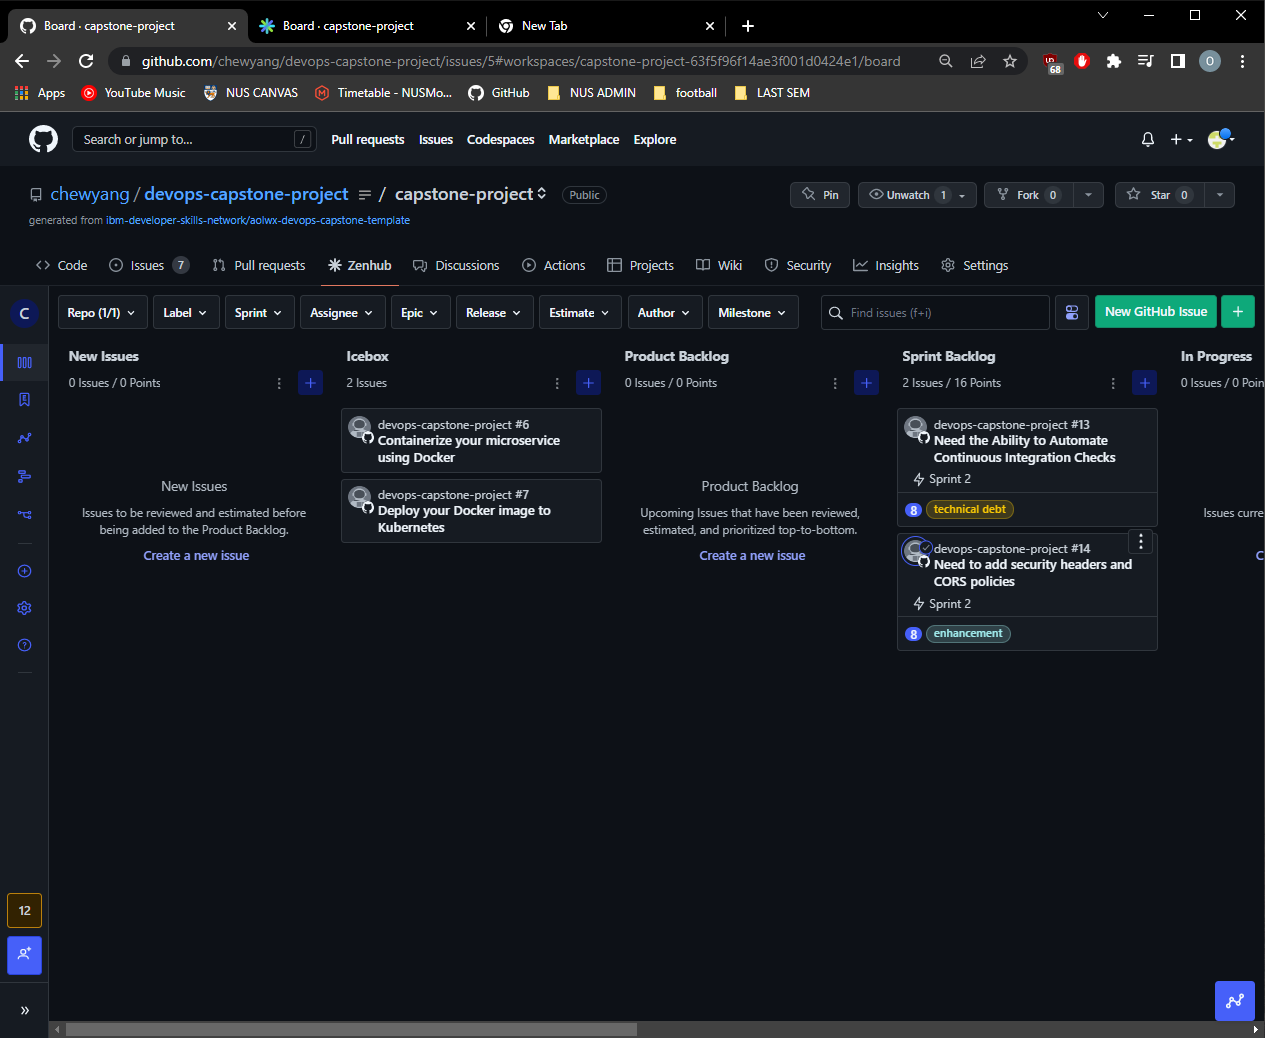 Board · capstone-project
Board · capstone-project
New Tab
github.com/chewyang/devops-capstone-project/issues/5#workspaces/capstone-project-63f5f96f14ae3f001d0424e1/board
68
O
Apps
YouTube Music
NUS CANVAS
Timetable - NUSMo...
GitHub
NUS ADMIN
football
LAST SEM
Search or jump to...
/
Pull requests
Issues
Codespaces
Marketplace
Explore
chewyang / devops-capstone-project / capstone-project
Public
Pin
Unwatch 1
Fork 0
Star 0
generated from ibm-developer-skills-network/aolwx-devops-capstone-template
Code
Issues 7
Pull requests
Zenhub
Discussions
Actions
Projects
Wiki
Security
Insights
Settings
C
Repo (1/1)
Label
Sprint
Assignee
Epic
Release
Estimate
Author
Milestone
Find issues (f+i)
New GitHub Issue
New Issues
0 Issues / 0 Points
New Issues
Issues to be reviewed and estimated before
being added to the Product Backlog.
Create a new issue
Icebox
2 Issues
devops-capstone-project #6
Containerize your microservice
using Docker
devops-capstone-project #7
Deploy your Docker image to
Kubernetes
Product Backlog
0 Issues / 0 Points
Product Backlog
Upcoming Issues that have been reviewed,
estimated, and prioritized top-to-bottom.
Create a new issue
Sprint Backlog
2 Issues / 16 Points
devops-capstone-project #13
Need the Ability to Automate
Continuous Integration Checks
Sprint 2
8 technical debt
devops-capstone-project #14
Need to add security headers and
CORS policies
Sprint 2
8 enhancement
In Progress
0 Issues / 0 Poin
Issues curre
C
12